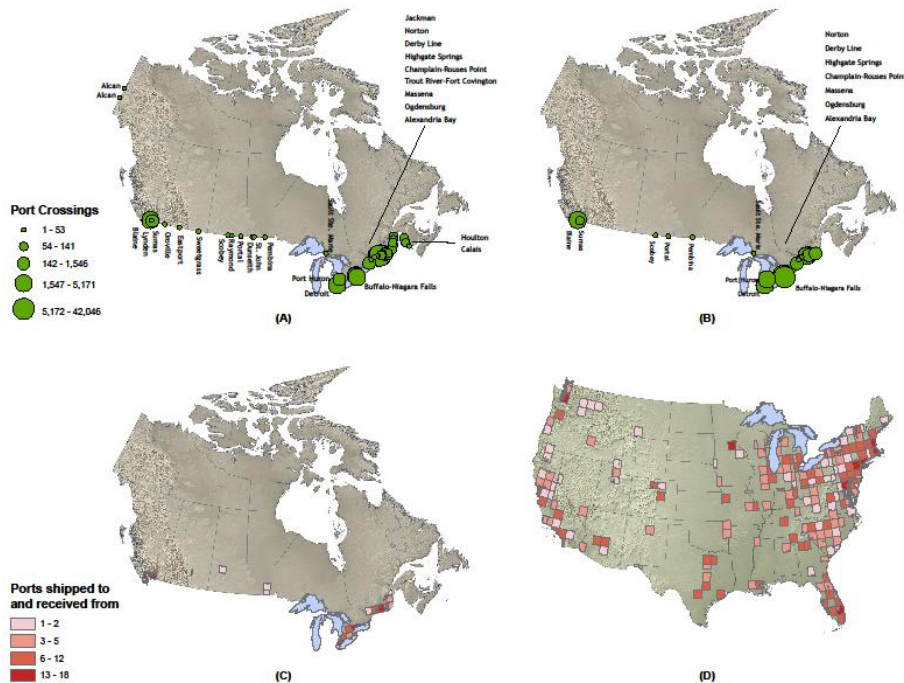 Jackman
Norton
Derby Line
Highgate Springs
Champlain-Rouses Point
Trout River-Fort Covington
Massena
Ogdensburg
Alexandria Bay
Alcan
Alcan
Port Crossings
1 - 53
54 - 141
142 - 1,546
1,547 - 5,171
5,172 - 42,046
Blaine
Lynden
Sumas
Oroville
Eastport
Sweetgrass
Scobey
Raymond
Portal
Dunseith
St. John
Pembina
Sault Ste. Marie
Port Huron
Detroit
Buffalo-Niagara Falls
Houlton
Calais
(A)
Norton
Derby Line
Highgate Springs
Champlain-Rouses Point
Massena
Ogdensburg
Alexandria Bay
Blaine
Sumas
Scobey
Portal
Pembina
Sault Ste. Marie
Port Huron
Detroit
Buffalo-Niagara Falls
(B)
Ports shipped to
and received from
1 - 2
3 - 5
6 - 12
13 - 18
(C)
(D)